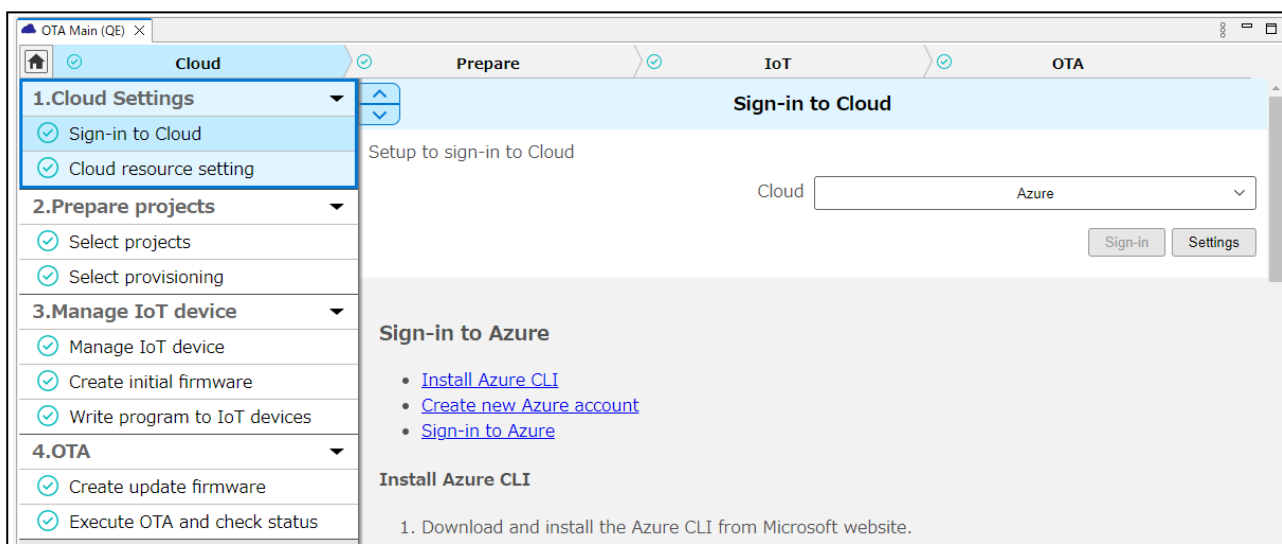 OTA Main (QE)
Cloud
Prepare
IoT
OTA
1.Cloud Settings
Sign-in to Cloud
Cloud resource setting
2.Prepare projects
Select projects
Select provisioning
3.Manage IoT device
Manage IoT device
Create initial firmware
Write program to IoT devices
4.OTA
Create update firmware
Execute OTA and check status
Sign-in to Cloud
Setup to sign-in to Cloud
Cloud Azure
Sign-in Settings
Sign-in to Azure
• Install Azure CLI
• Create new Azure account
• Sign-in to Azure
Install Azure CLI
1. Download and install the Azure CLI from Microsoft website.